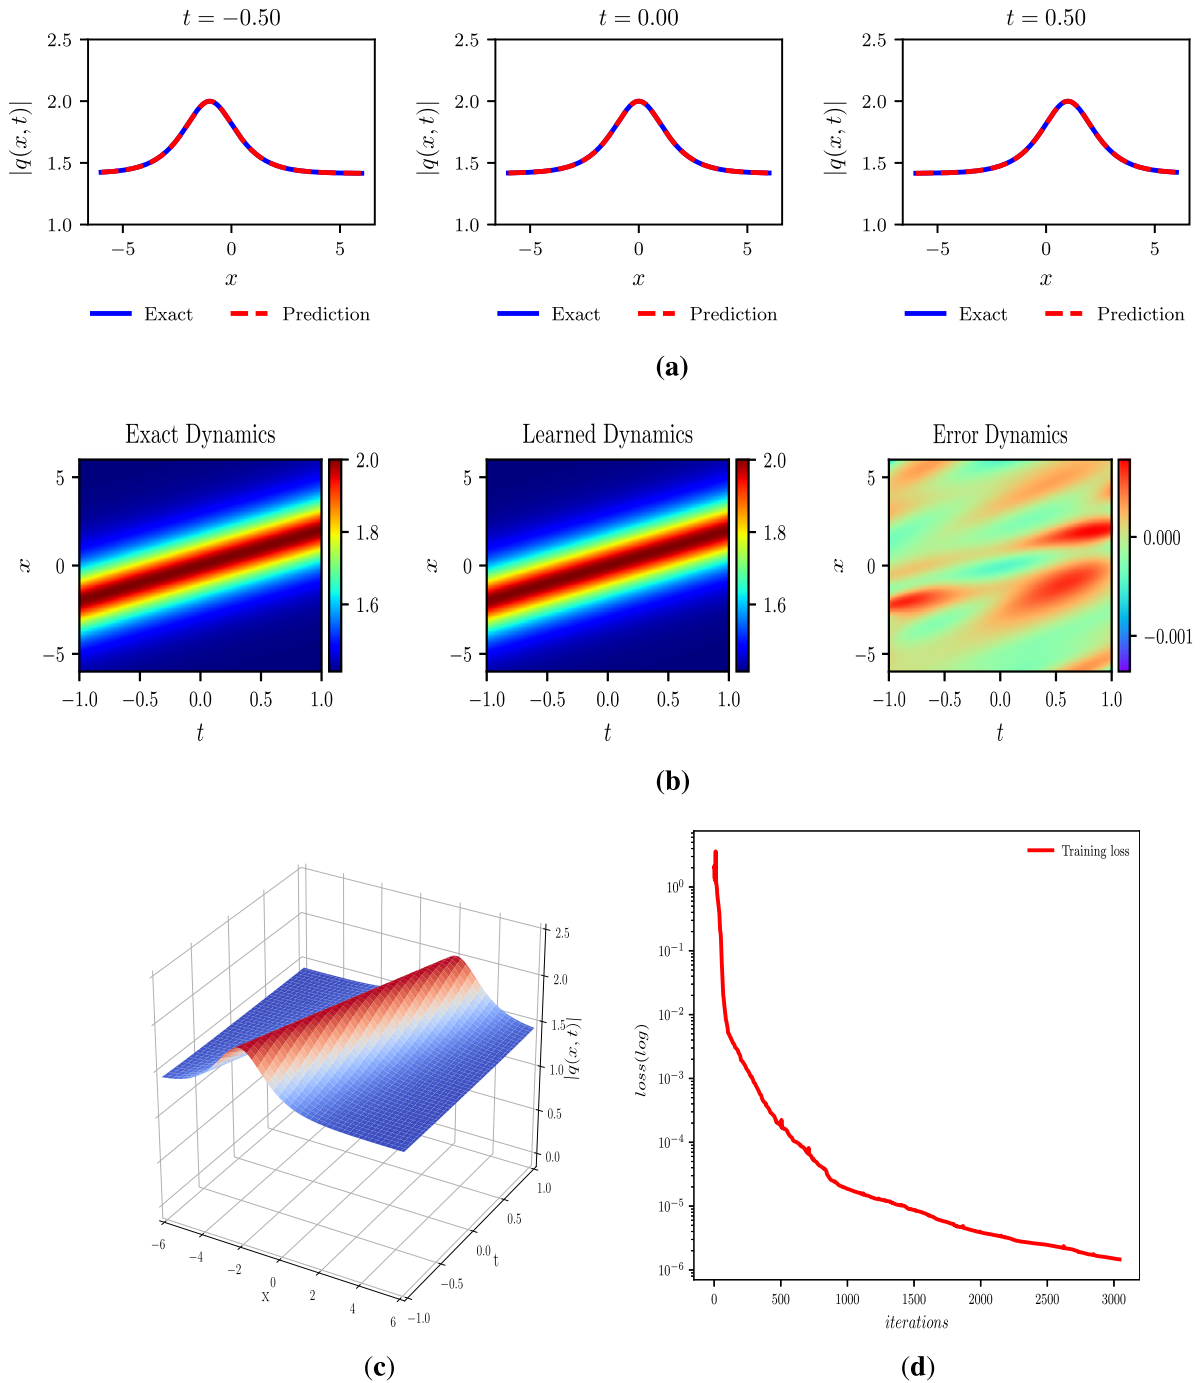 t = −0.50
t = 0.00
t = 0.50
|q(x, t)|
2.5
2.0
1.5
1.0
−5
0
5
x
Exact
Prediction
|q(x, t)|
2.5
2.0
1.5
1.0
−5
0
5
x
Exact
Prediction
|q(x, t)|
2.5
2.0
1.5
1.0
−5
0
5
x
Exact
Prediction
(a)
Exact Dynamics
x
5
0
−5
−1.0 −0.5 0.0 0.5 1.0
t
2.0
1.8
1.6
Learned Dynamics
x
5
0
−5
−1.0 −0.5 0.0 0.5 1.0
t
2.0
1.8
1.6
Error Dynamics
x
5
0
−5
−1.0 −0.5 0.0 0.5 1.0
t
0.000
−0.001
(b)
2.5
2.0
1.5
1.0
0.5
0.0
|q(x, t)|
−6 −4 −2 0 2 4 6
x
−1.0 −0.5 0.0 0.5 1.0
t
(c)
Training loss
loss(log)
10⁰
10⁻¹
10⁻²
10⁻³
10⁻⁴
10⁻⁵
10⁻⁶
0 500 1000 1500 2000 2500 3000
iterations
(d)